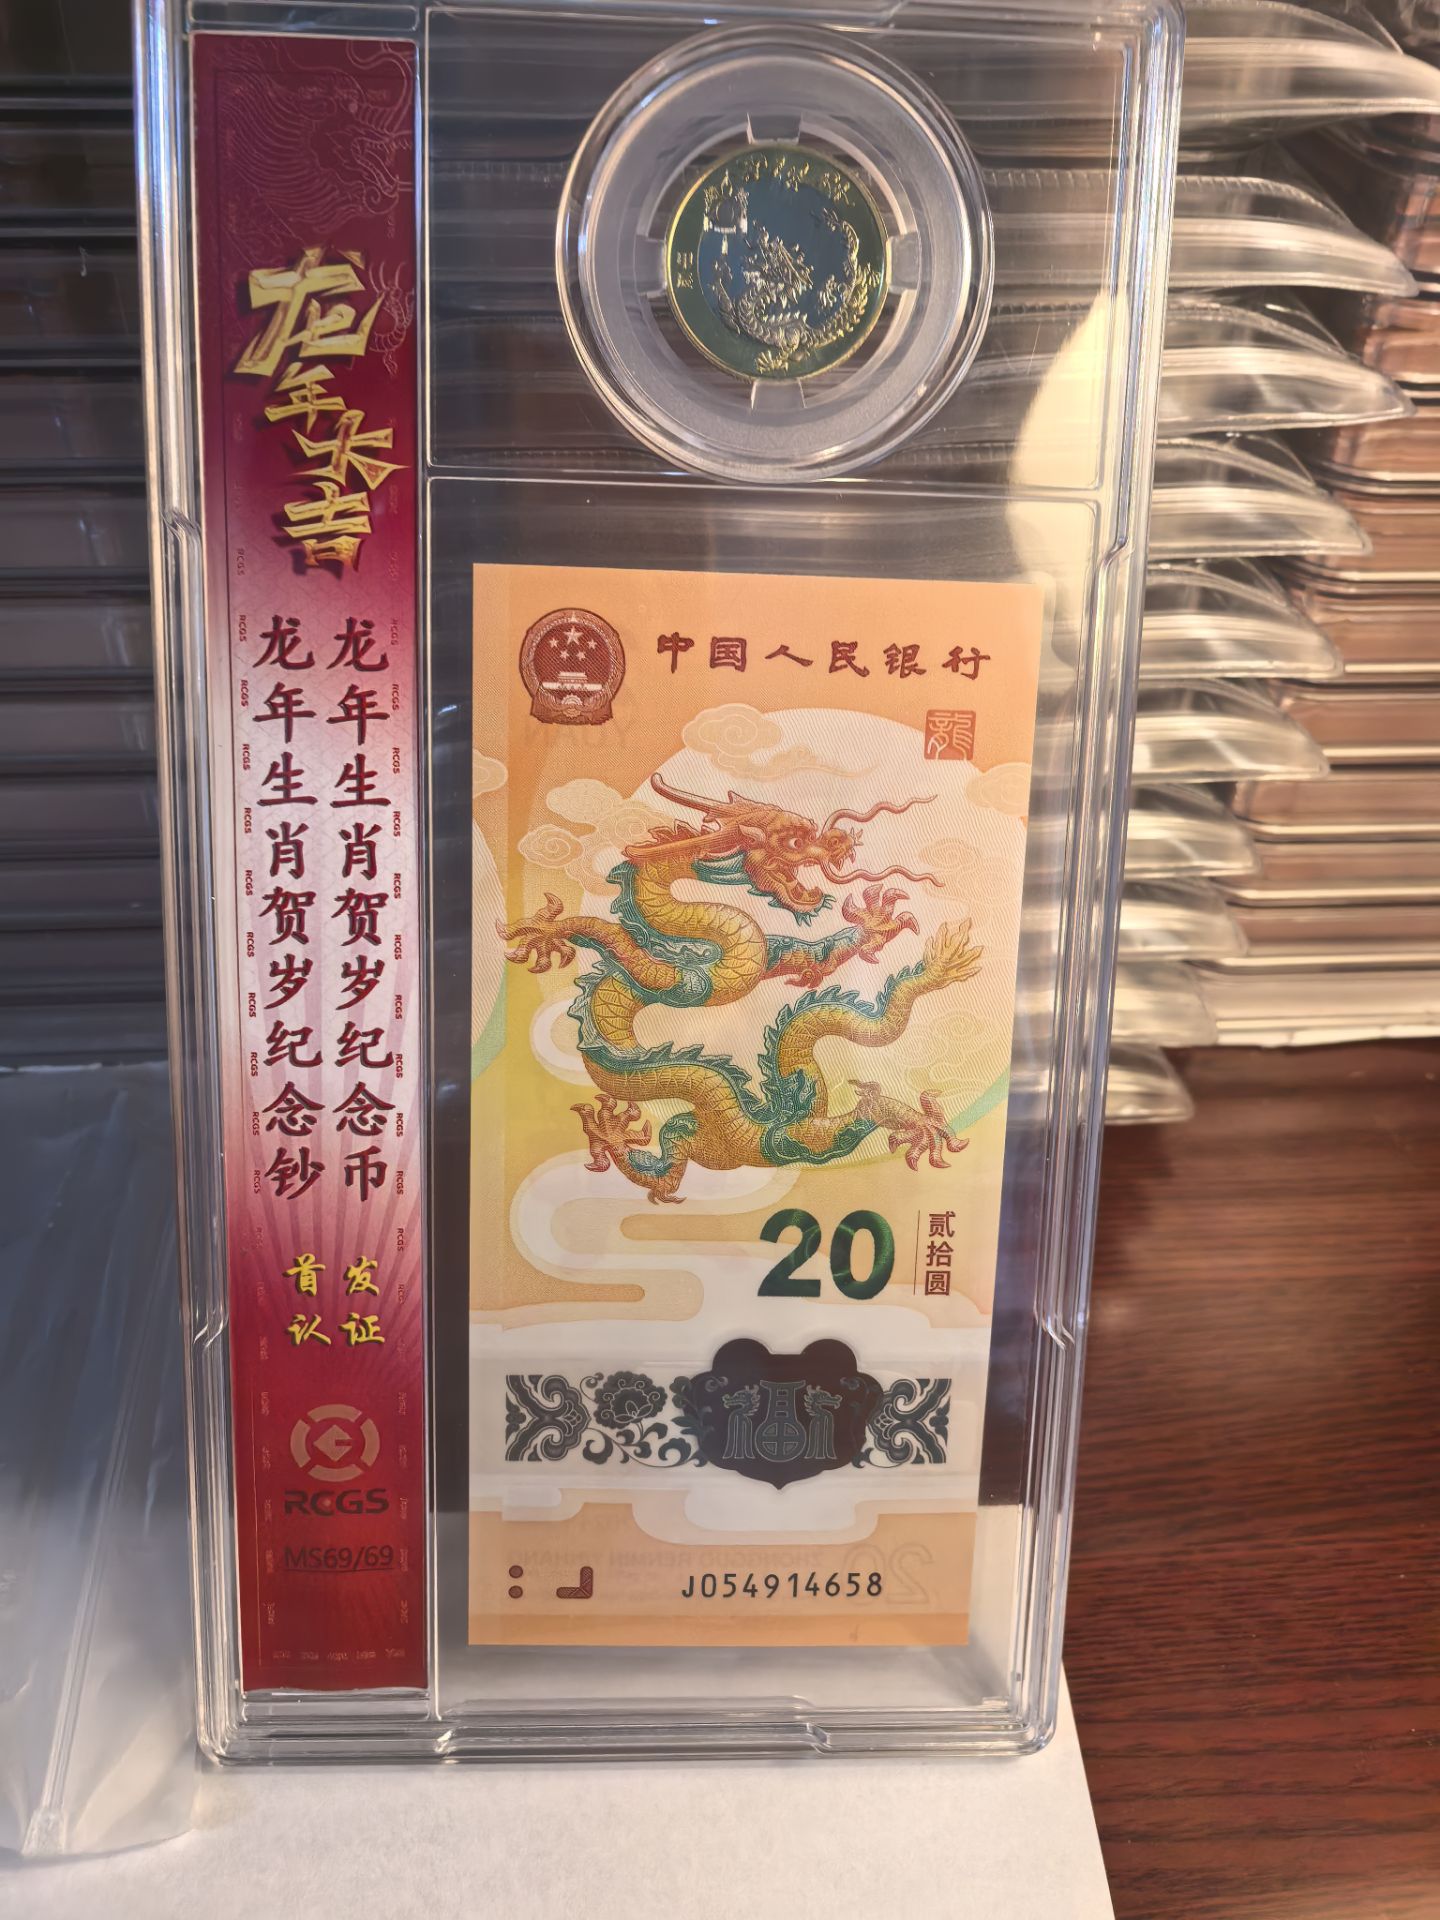 龙年大吉
龙年生肖贺岁纪念币
龙年生肖贺岁纪念钞
首发
认证
RCGS
MS69/69
中国人民银行
龍
20
贰拾圆
福
J054914658